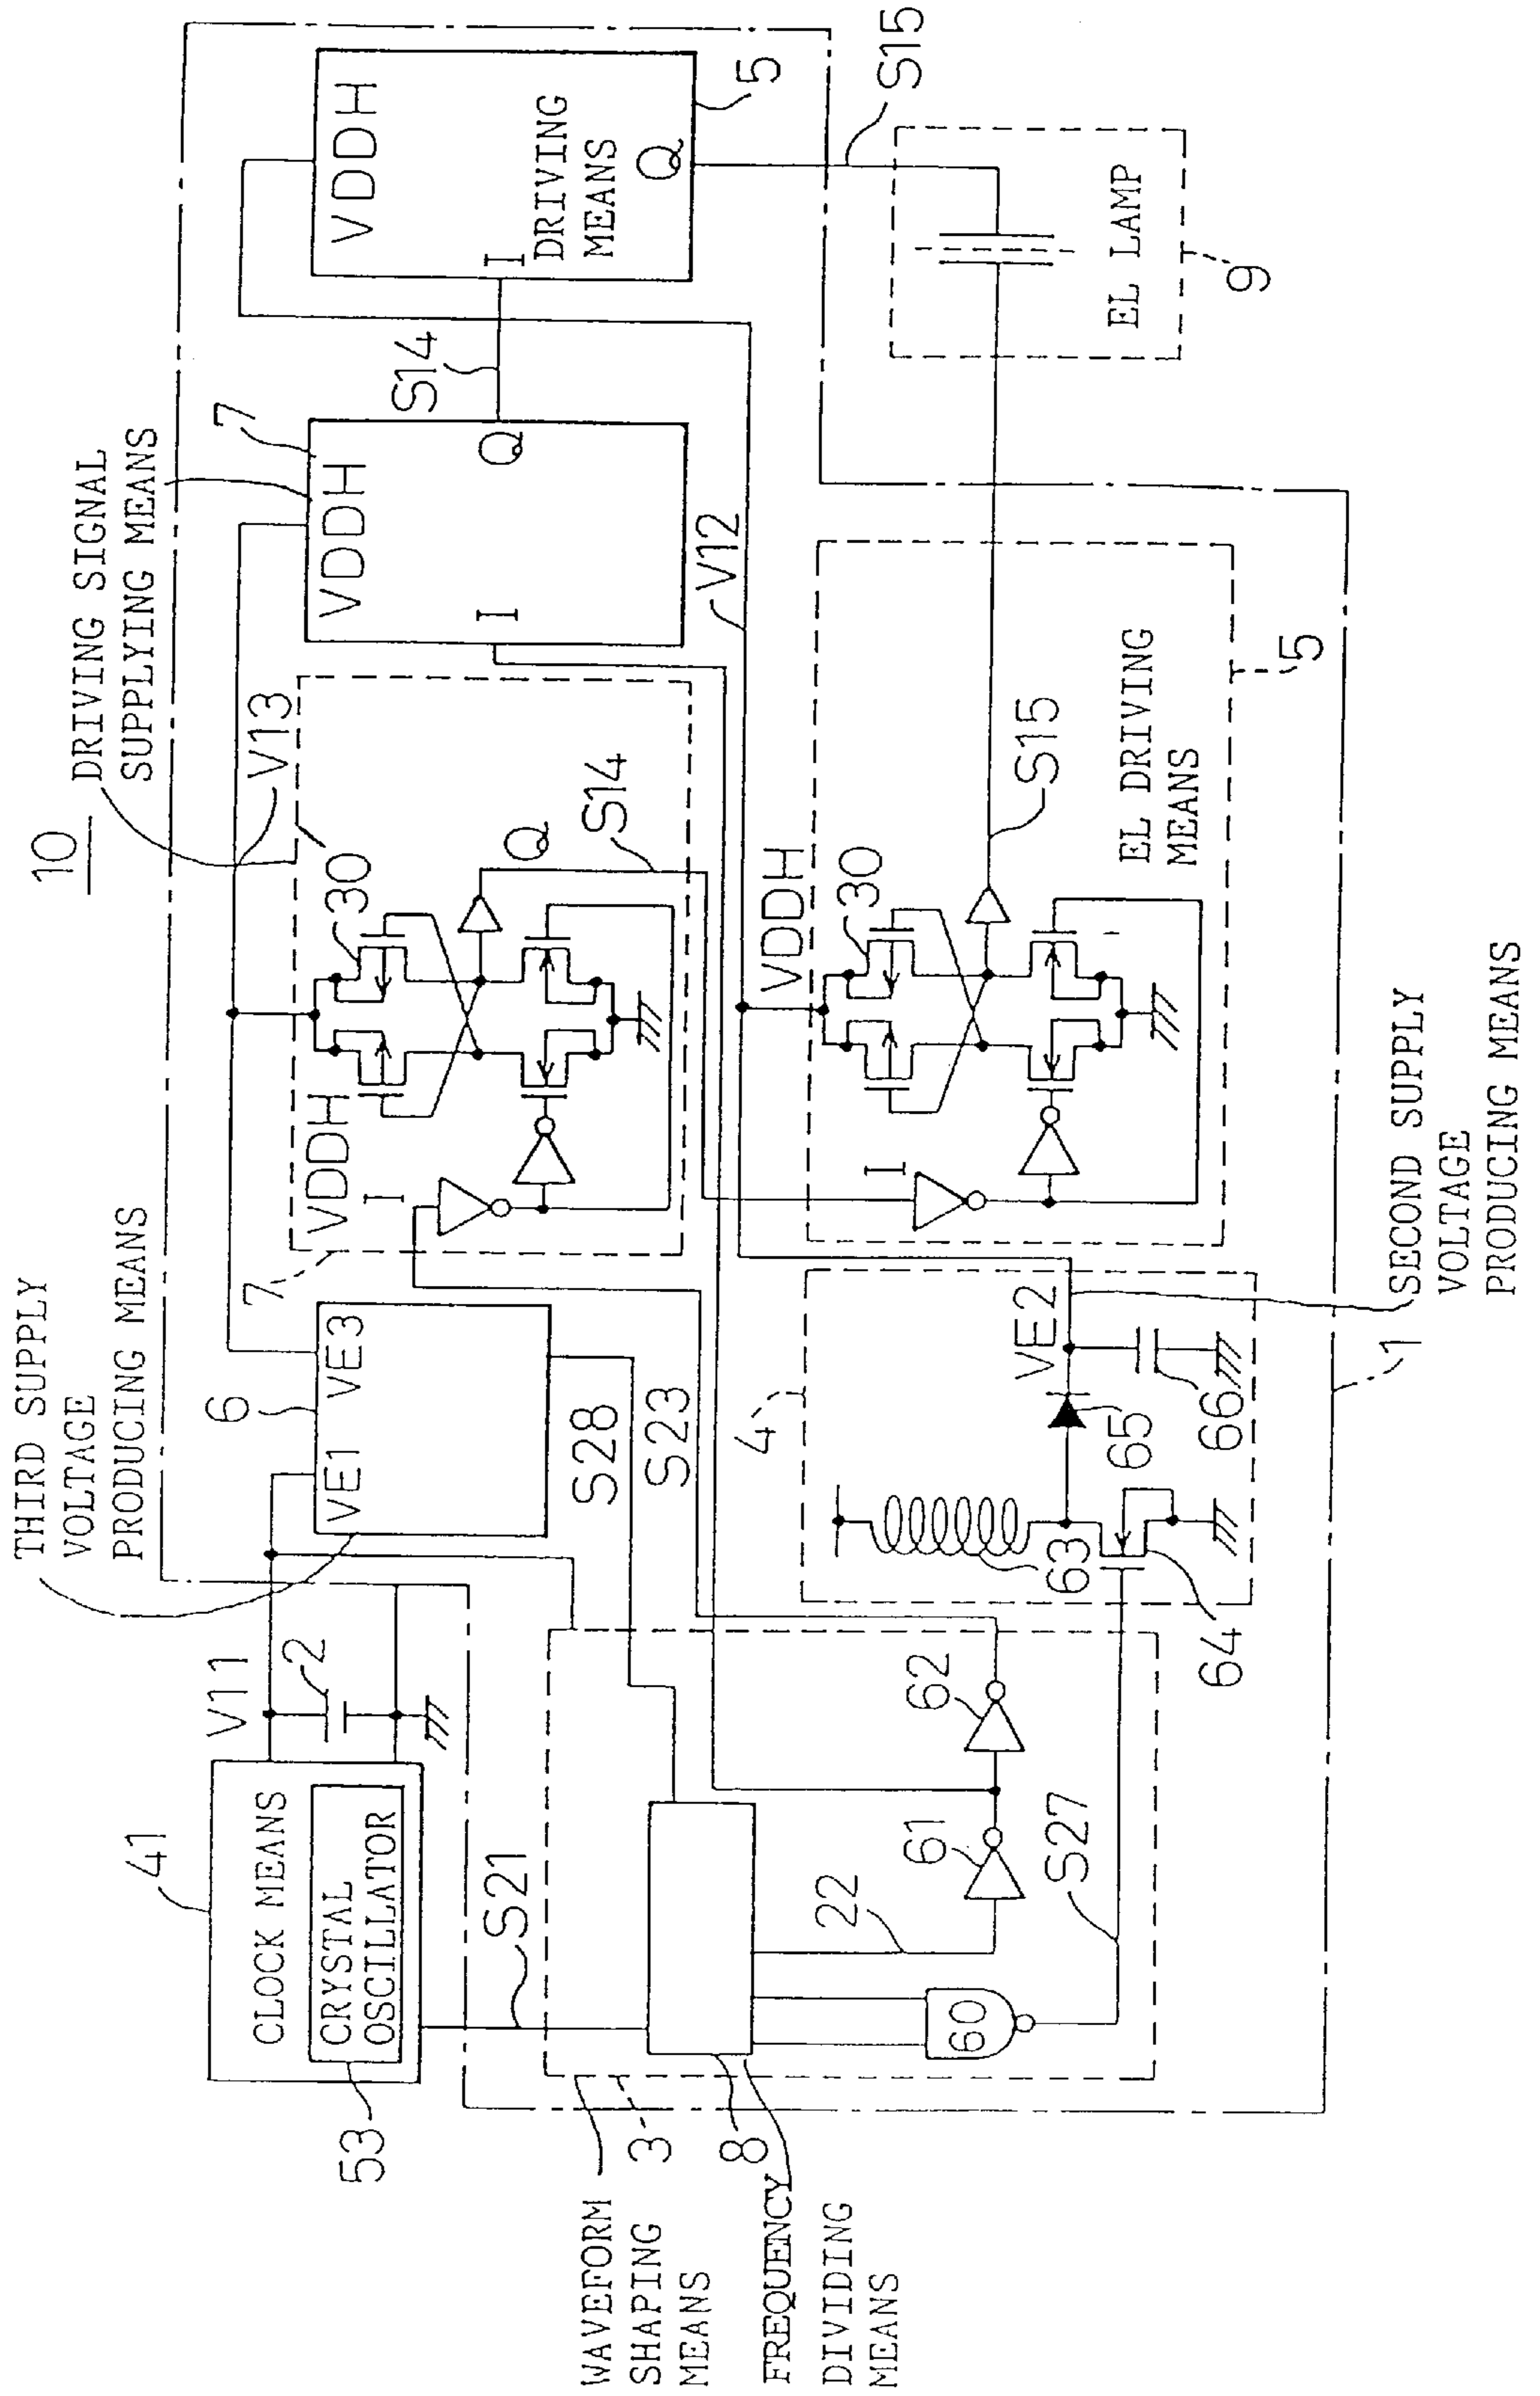 10
THIRD SUPPLY
VOLTAGE
PRODUCING MEANS
DRIVING SIGNAL
SUPPLYING MEANS
41
CLOCK MEANS
CRYSTAL
OSCILLATOR
53
V11
2
6
VE1
VE3
V13
7
VDDH
I
30
Q
S14
7
VDDH
I
Q
S14
VDDH
I
DRIVING
MEANS
Q
5
S15
S21
S28
S23
V12
WAVEFORM
SHAPING
MEANS
3
8
FREQUENCY
DIVIDING
MEANS
22
60
61
62
S27
4
63
64
65
66
VE2
VDDH
I
30
S15
EL DRIVING
MEANS
5
EL LAMP
9
1
SECOND SUPPLY
VOLTAGE
PRODUCING MEANS